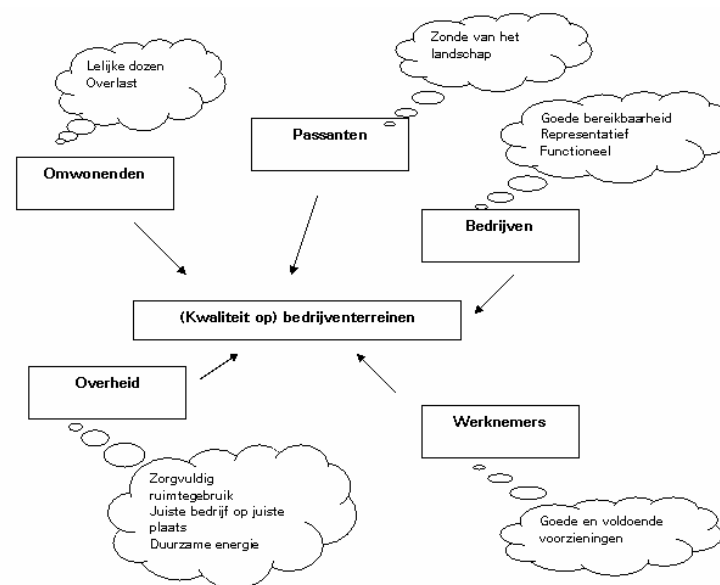 Zonde van het
landschap
Lelijke dozen
Overlast
Goede bereikbaarheid
Representatief
Functioneel
Passanten
Omwonenden
Bedrijven
(Kwaliteit op) bedrijventerreinen
Overheid
Werknemers
Zorgvuldig
ruimtegebruik
Juiste bedrijf op juiste
plaats
Duurzame energie
Goede en voldoende
voorzieningen